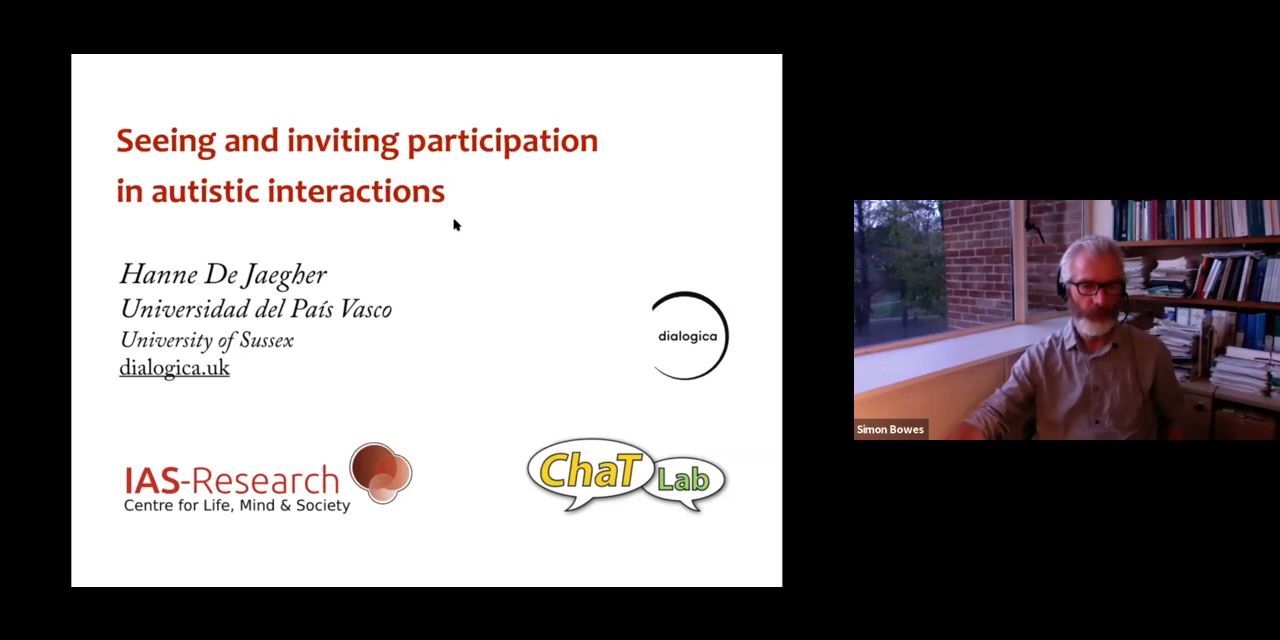 Seeing and inviting participation
in autistic interactions
Hanne De Jaegher
Universidad del País Vasco
University of Sussex
dialogica.uk
dialogica
IAS-Research
Centre for Life, Mind & Society
ChaT Lab
Simon Bowes